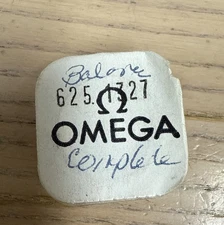 Balance
625.1327
Ω
OMEGA
Complete